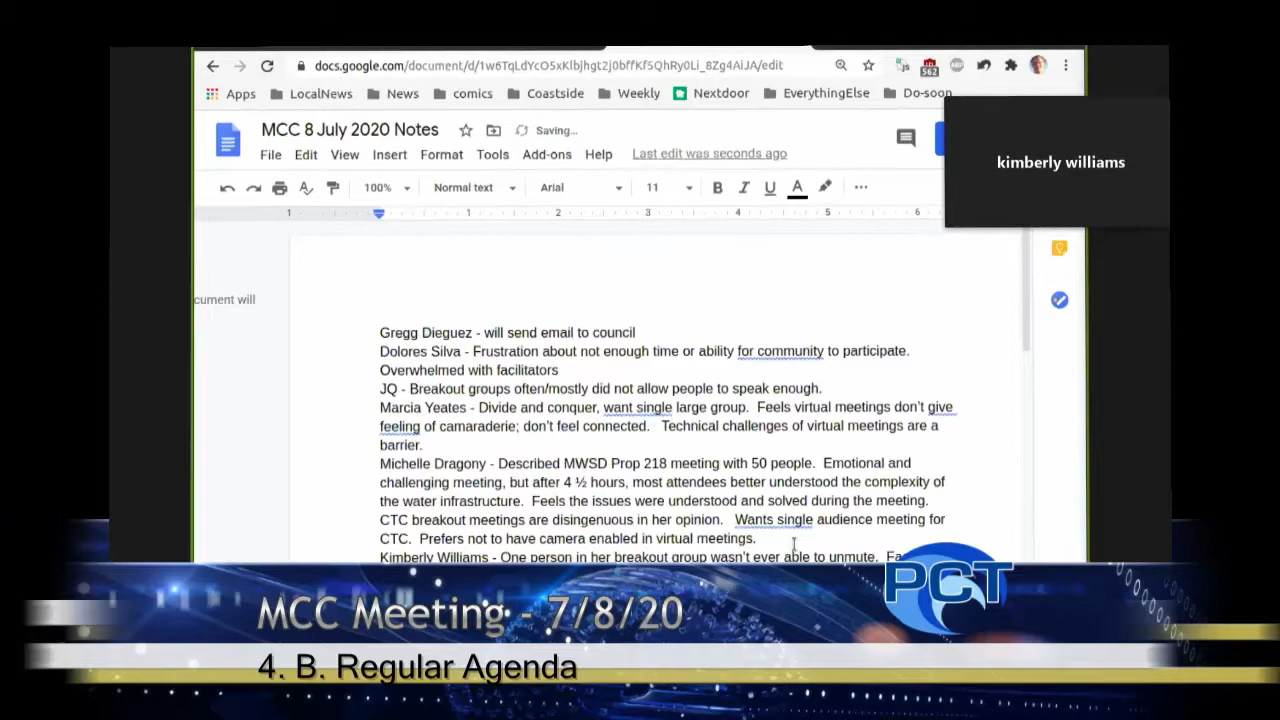 docs.google.com/document/d/1w6TqLdYcO5xKlbjhgt2j0bffKfSQhRy0Li_8Zg4AiJA/edit
562
ABP
Apps LocalNews News comics Coastside Weekly Nextdoor EverythingElse Do-soon
MCC 8 July 2020 Notes Saving...
kimberly williams
File Edit View Insert Format Tools Add-ons Help Last edit was seconds ago
100% Normal text Arial 11 B I U A
1 1 2 3 4 5 6
cument will
Gregg Dieguez - will send email to council
Dolores Silva - Frustration about not enough time or ability for community to participate.
Overwhelmed with facilitators
JQ - Breakout groups often/mostly did not allow people to speak enough.
Marcia Yeates - Divide and conquer, want single large group. Feels virtual meetings don't give
feeling of camaraderie; don't feel connected. Technical challenges of virtual meetings are a
barrier.
Michelle Dragony - Described MWSD Prop 218 meeting with 50 people. Emotional and
challenging meeting, but after 4 ½ hours, most attendees better understood the complexity of
the water infrastructure. Feels the issues were understood and solved during the meeting.
CTC breakout meetings are disingenuous in her opinion. Wants single audience meeting for
CTC. Prefers not to have camera enabled in virtual meetings.
Kimberly Williams - One person in her breakout group wasn't ever able to unmute.
PCT
MCC Meeting - 7/8/20
4. B. Regular Agenda